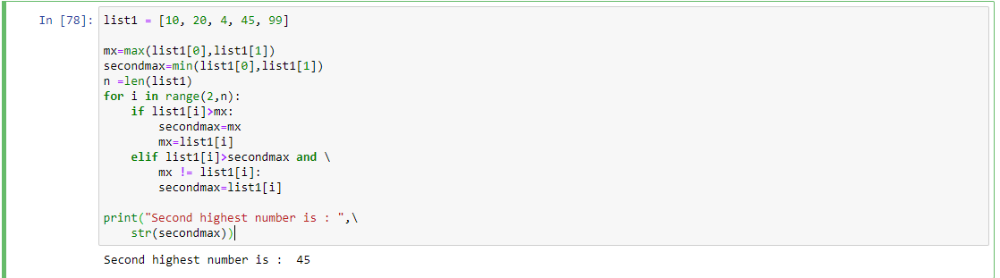 In [78]: list1 = [10, 20, 4, 45, 99]
mx=max(list1[0],list1[1])
secondmax=min(list1[0],list1[1])
n =len(list1)
for i in range(2,n):
    if list1[i]>mx:
        secondmax=mx
        mx=list1[i]
    elif list1[i]>secondmax and \
        mx != list1[i]:
        secondmax=list1[i]
print("Second highest number is : ",\
    str(secondmax))
Second highest number is :  45